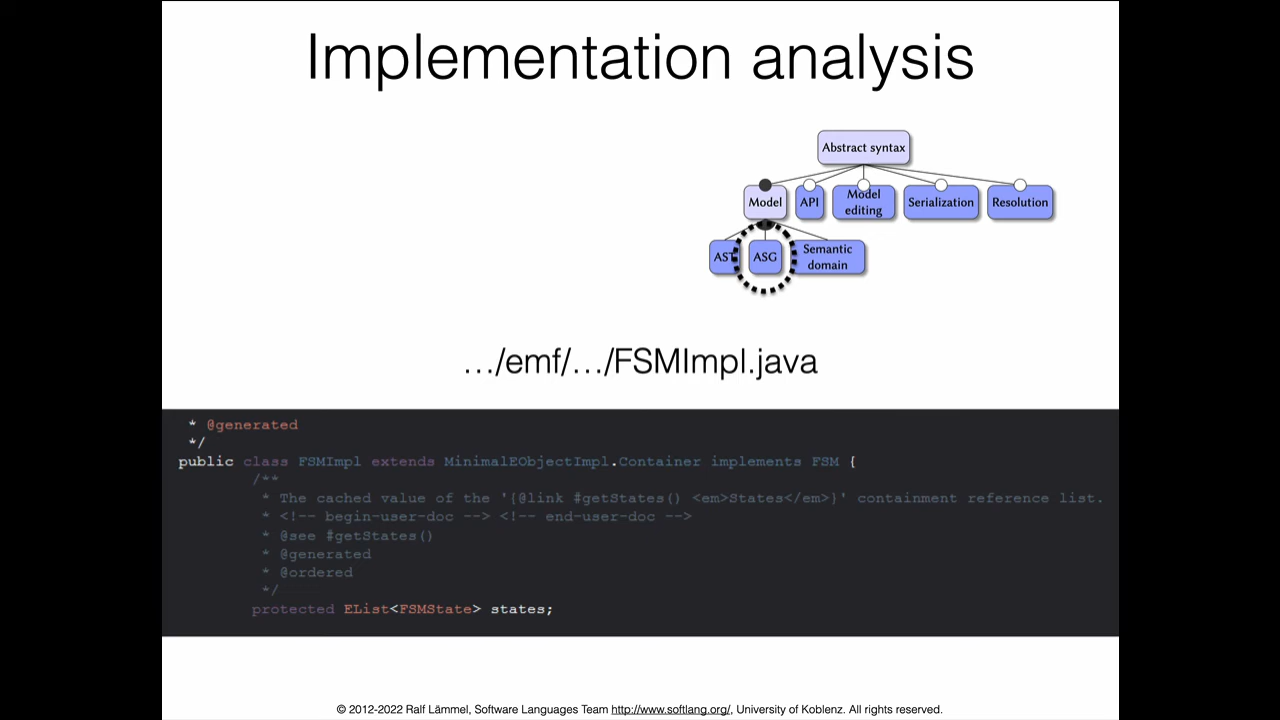 Implementation analysis
Abstract syntax
Model
API
Model
editing
Serialization
Resolution
AST
ASG
Semantic
domain
…/emf/…/FSMImpl.java
* @generated
*/
public class FSMImpl extends MinimalEObjectImpl.Container implements FSM {
/**
* The cached value of the '{@link #getStates() <em>States</em>}' containment reference list.
* <!-- begin-user-doc --> <!-- end-user-doc -->
* @see #getStates()
* @generated
* @ordered
*/
protected EList<FSMState> states;
© 2012-2022 Ralf Lämmel, Software Languages Team http://www.softlang.org/, University of Koblenz. All rights reserved.